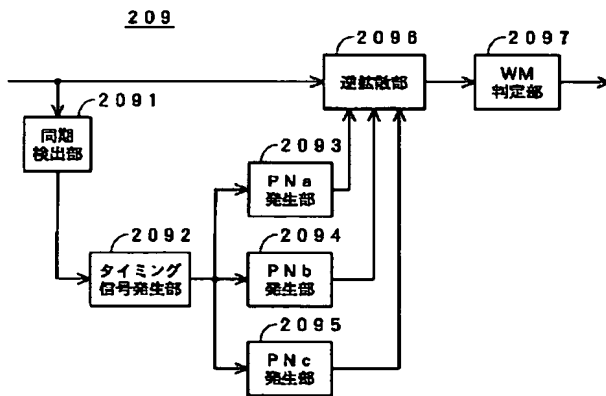 209
2096
2097
逆拡散部
WM
判定部
2091
同期
検出部
2093
PNa
発生部
2092
タイミング
信号発生部
2094
PNb
発生部
2095
PNc
発生部